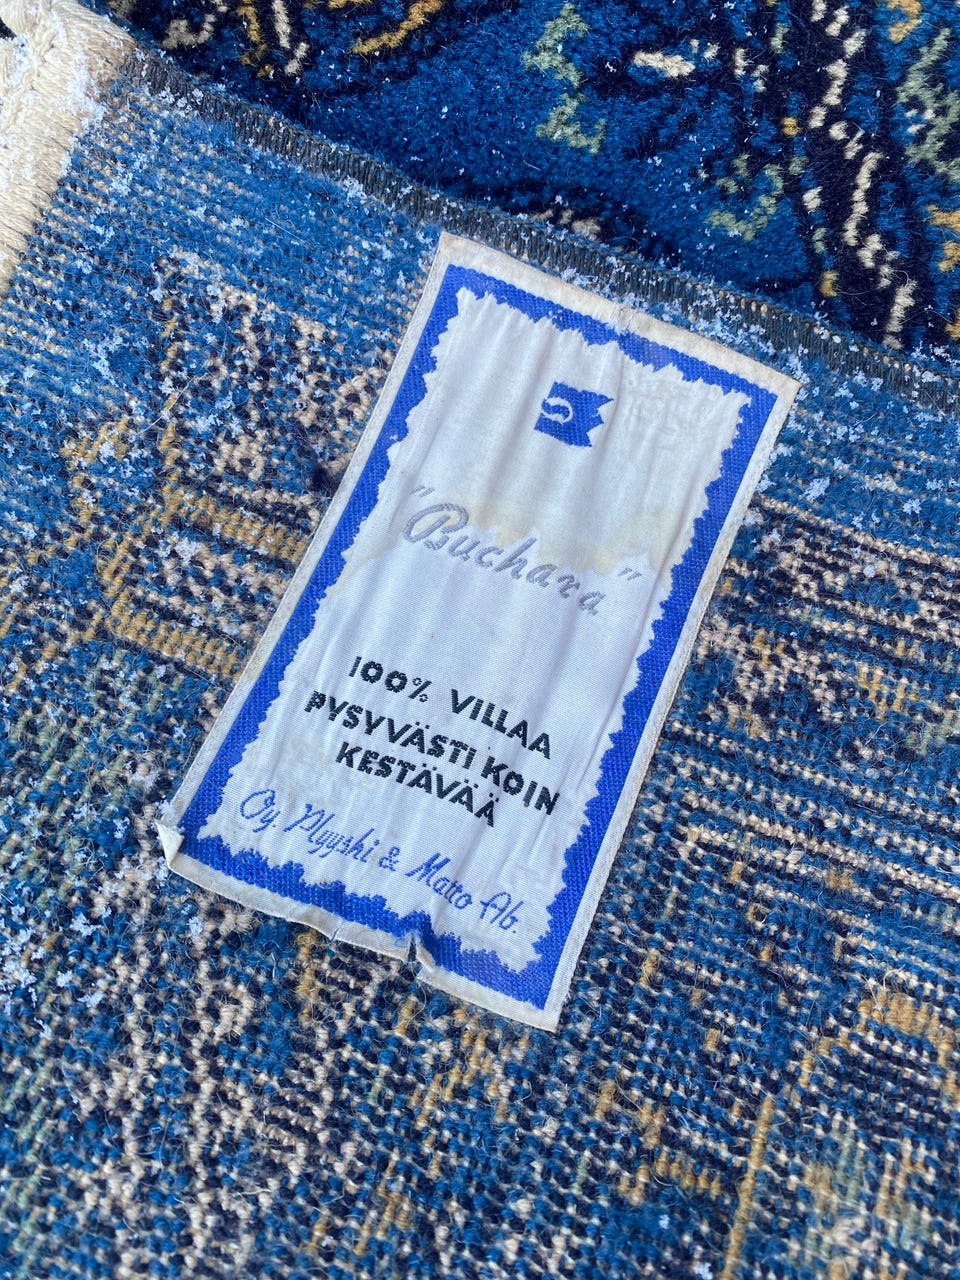 "Buchara"
100% VILLAA
PYSYVÄSTI KOIN
KESTÄVÄÄ
Oy. Plyyshi & Matto Ab.